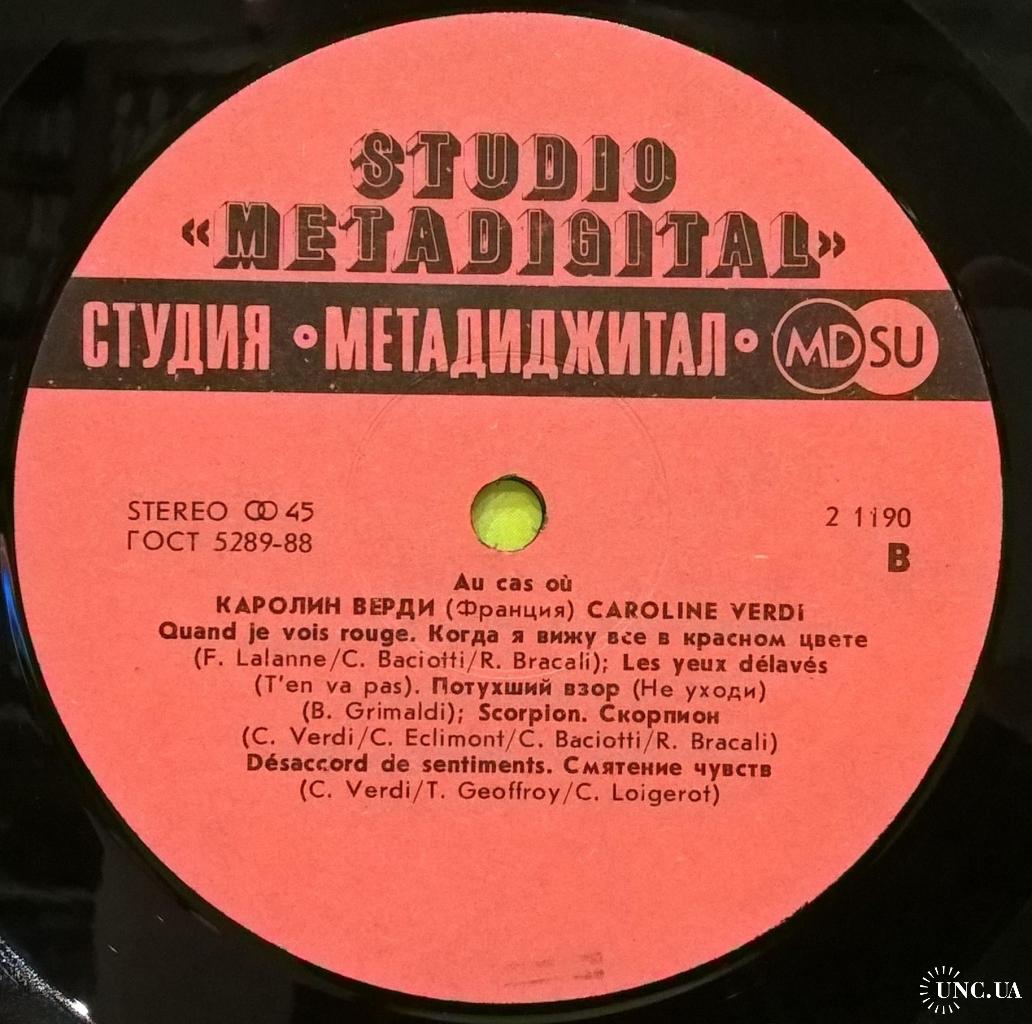 STUDIO
«METADIGITAL»
СТУДИЯ • МЕТАДИДЖИТАЛ • MD SU
STEREO ꝏ 45
ГОСТ 5289-88
2 1190
B
Au cas où
КАРОЛИН ВЕРДИ (Франция) CAROLINE VERDI
Quand je vois rouge. Когда я вижу все в красном цвете
(F. Lalanne/C. Baciotti/R. Bracali); Les yeux délavés
(T'en va pas). Потухший взор (Не уходи)
(B. Grimaldi); Scorpion. Скорпион
(C. Verdi/C. Eclimont/C. Baciotti/R. Bracali)
Désaccord de sentiments. Смятение чувств
(C. Verdi/T. Geoffroy/C. Loigerot)
UNC.UA